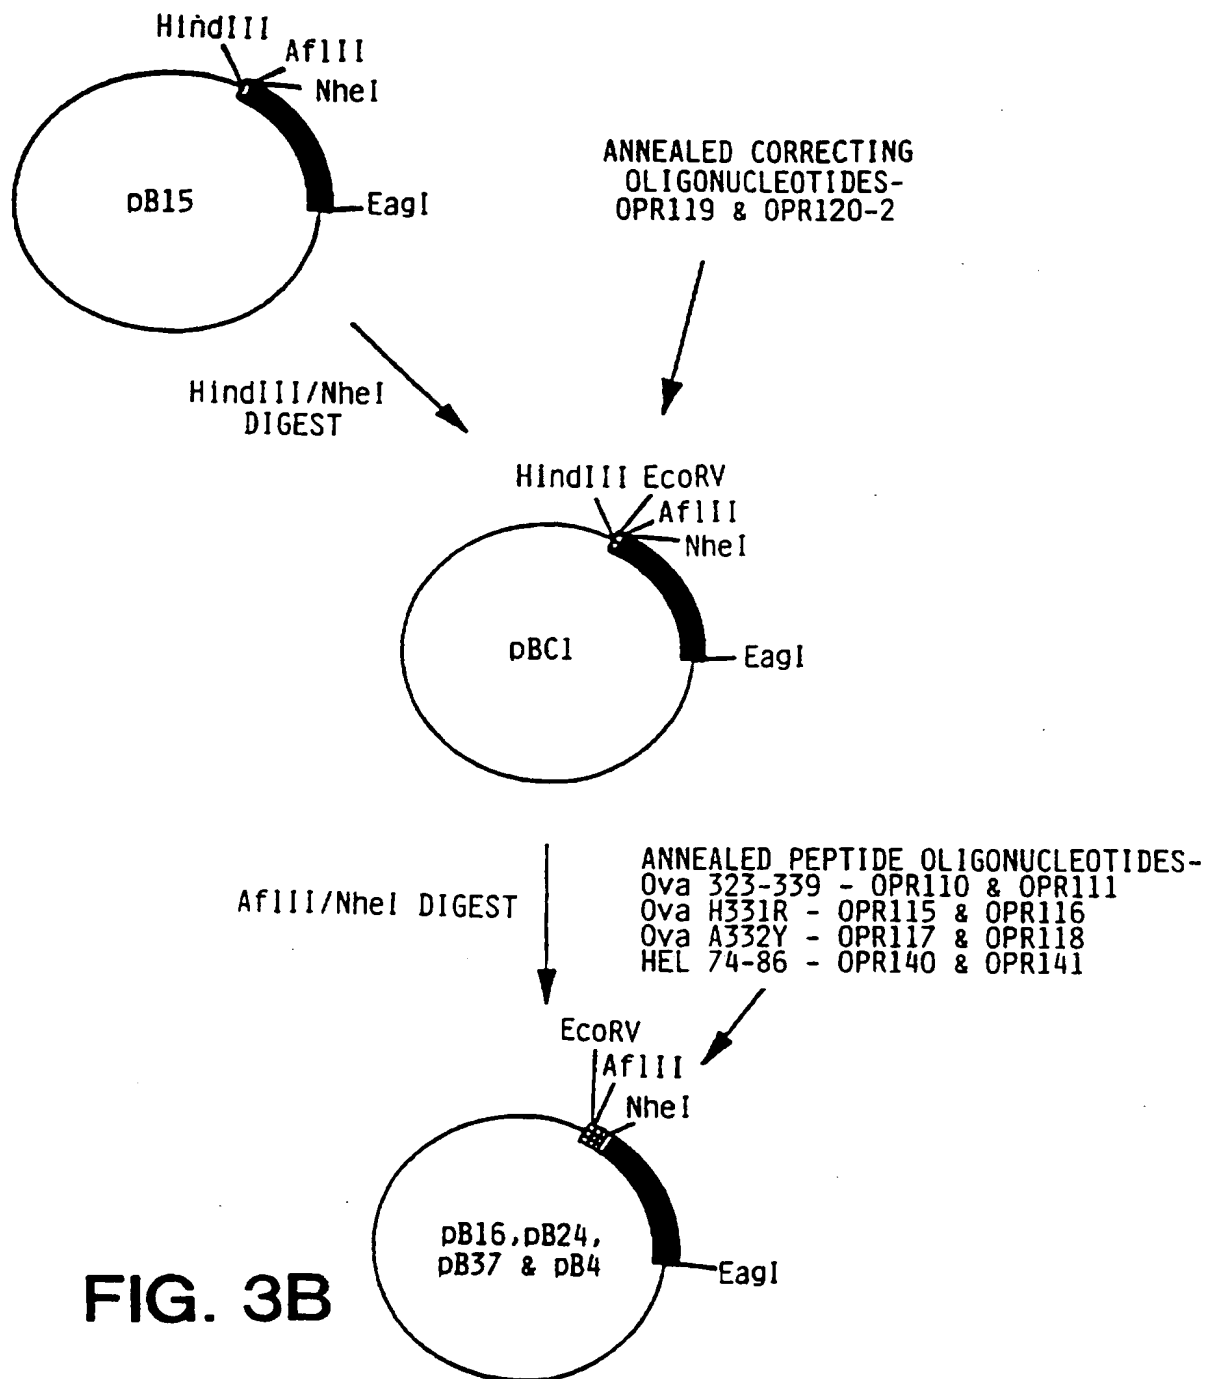 HindIII
AflII
NheI
pB15
EagI
ANNEALED CORRECTING
OLIGONUCLEOTIDES-
OPR119 & OPR120-2
HindIII/NheI
DIGEST
HindIII EcoRV
AflII
NheI
pBC1
EagI
AflII/NheI DIGEST
ANNEALED PEPTIDE OLIGONUCLEOTIDES-
Ova 323-339 - OPR110 & OPR111
Ova H331R - OPR115 & OPR116
Ova A332Y - OPR117 & OPR118
HEL 74-86 - OPR140 & OPR141
EcoRV
AflII
NheI
pB16,pB24,
pB37 & pB4
EagI
FIG. 3B